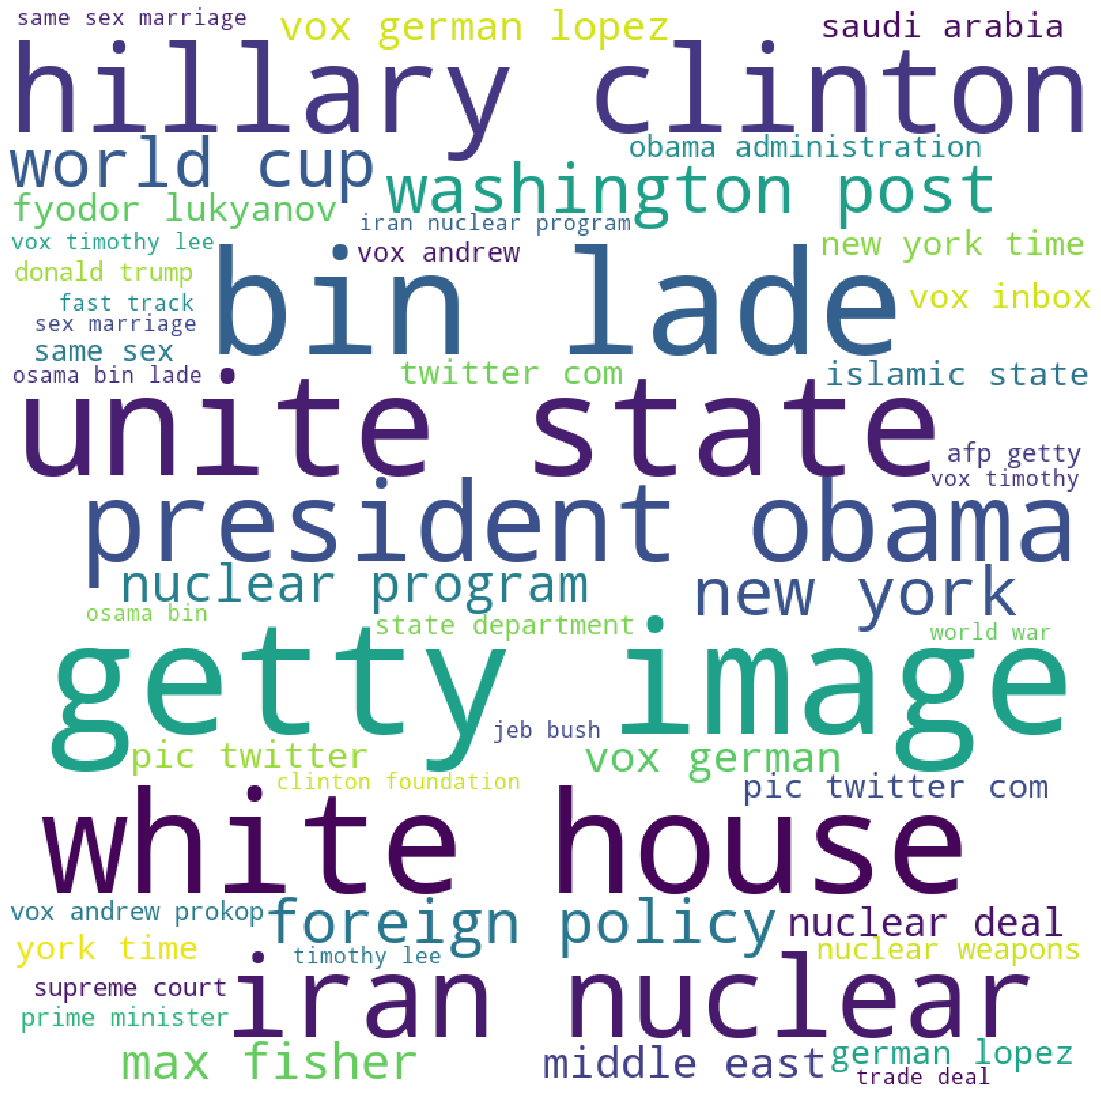 same sex marriage
vox german lopez
saudi arabia
hillary clinton
world cup
obama administration
washington post
fyodor lukyanov
iran nuclear program
vox timothy lee
vox andrew
new york time
donald trump
bin lade
fast track
vox inbox
sex marriage
same sex
osama bin lade
twitter com
islamic state
unite state
afp getty
vox timothy
president obama
nuclear program
new york
osama bin
state department
world war
getty image
jeb bush
pic twitter
vox german
clinton foundation
pic twitter com
white house
vox andrew prokop
foreign policy
nuclear deal
york time
timothy lee
nuclear weapons
supreme court
iran nuclear
prime minister
max fisher
middle east
german lopez
trade deal